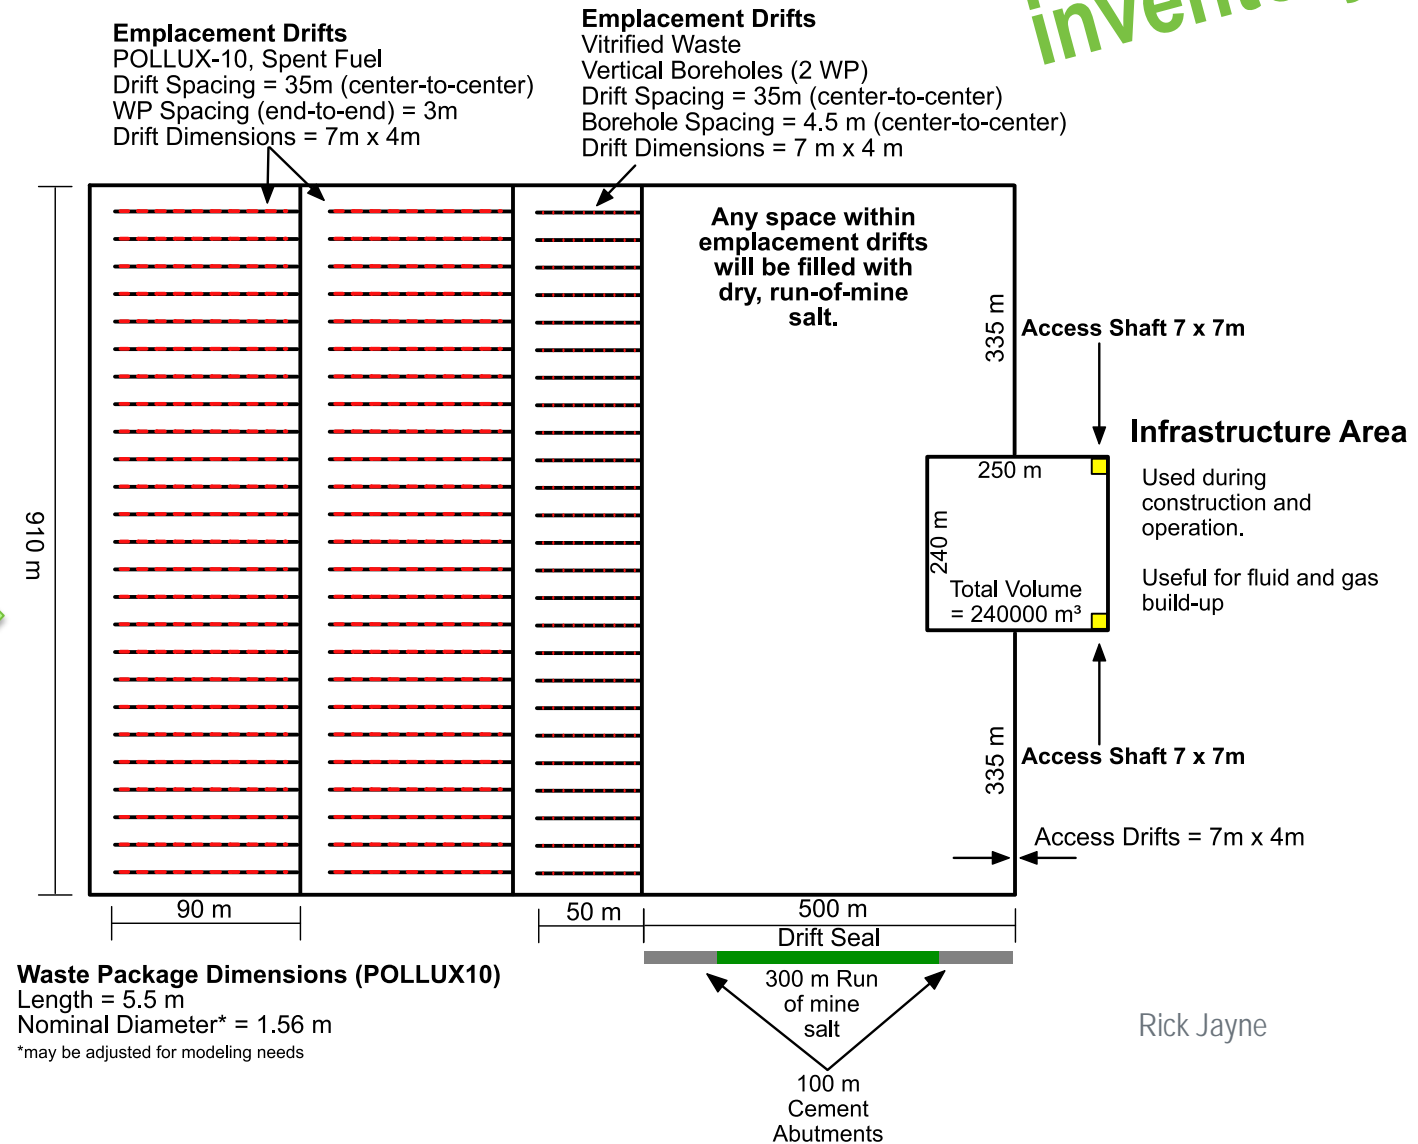 Emplacement Drifts
POLLUX-10, Spent Fuel
Drift Spacing = 35m (center-to-center)
WP Spacing (end-to-end) = 3m
Drift Dimensions = 7m x 4m
Emplacement Drifts
Vitrified Waste
Vertical Boreholes (2 WP)
Drift Spacing = 35m (center-to-center)
Borehole Spacing = 4.5 m (center-to-center)
Drift Dimensions = 7 m x 4 m
Any space within
emplacement drifts
will be filled with
dry, run-of-mine
salt.
335 m
Access Shaft 7 x 7m
Infrastructure Area
Used during
construction and
operation.
Useful for fluid and gas
build-up
250 m
240 m
Total Volume
= 240000 m³
910 m
335 m
Access Shaft 7 x 7m
Access Drifts = 7m x 4m
90 m
50 m
500 m
Drift Seal
300 m Run
of mine
salt
100 m
Cement
Abutments
Waste Package Dimensions (POLLUX10)
Length = 5.5 m
Nominal Diameter* = 1.56 m
*may be adjusted for modeling needs
Rick Jayne